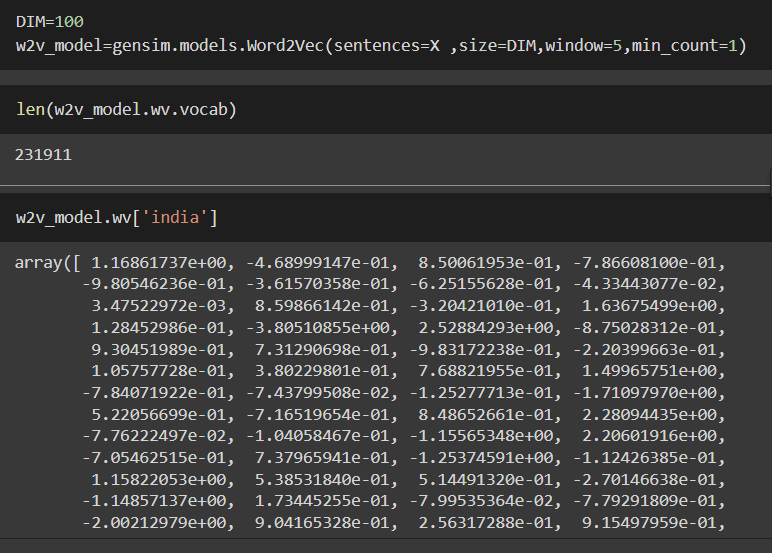 DIM=100
w2v_model=gensim.models.Word2Vec(sentences=X ,size=DIM,window=5,min_count=1)
len(w2v_model.wv.vocab)
231911
w2v_model.wv['india']
array([ 1.16861737e+00, -4.68999147e-01,  8.50061953e-01, -7.86608100e-01,
       -9.80546236e-01, -3.61570358e-01, -6.25155628e-01, -4.33443077e-02,
        3.47522972e-03,  8.59866142e-01, -3.20421010e-01,  1.63675499e+00,
        1.28452986e-01, -3.80510855e+00,  2.52884293e+00, -8.75028312e-01,
        9.30451989e-01,  7.31290698e-01, -9.83172238e-01, -2.20399663e-01,
        1.05757728e-01,  3.80229801e-01,  7.68821955e-01,  1.49965751e+00,
       -7.84071922e-01, -7.43799508e-02, -1.25277713e-01, -1.71097970e+00,
        5.22056699e-01, -7.16519654e-01,  8.48652661e-01,  2.28094435e+00,
       -7.76222497e-02, -1.04058467e-01, -1.15565348e+00,  2.20601916e+00,
       -7.05462515e-01,  7.37965941e-01, -1.25374591e+00, -1.12426385e-01,
        1.15822053e+00,  5.38531840e-01,  5.14491320e-01, -2.70146638e-01,
       -1.14857137e+00,  1.73445255e-01, -7.99535364e-02, -7.79291809e-01,
       -2.00212979e+00,  9.04165328e-01,  2.56317288e-01,  9.15497959e-01,